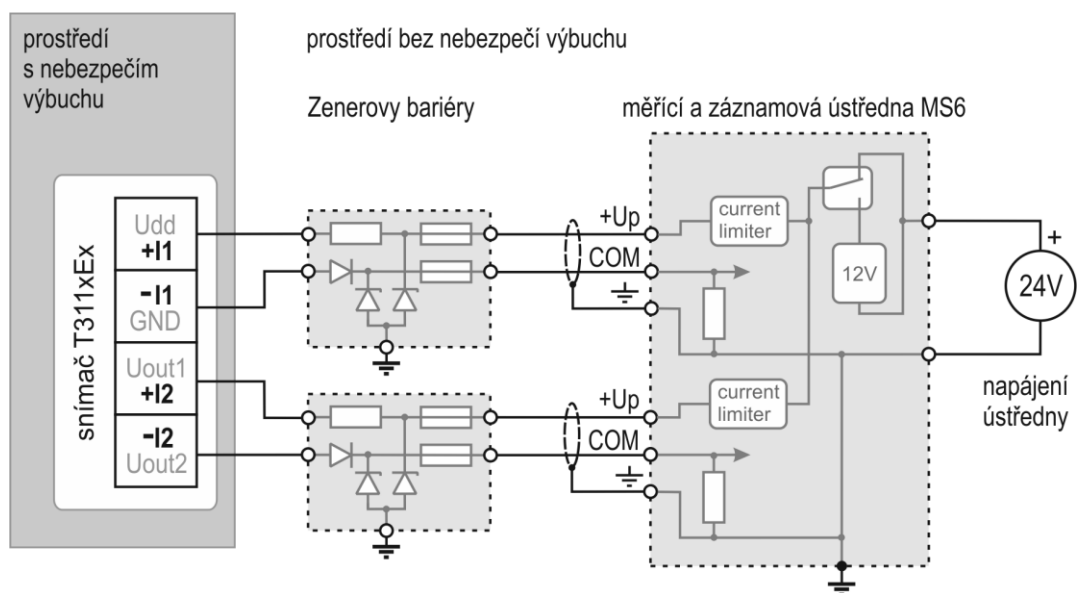 prostředí
s nebezpečím
výbuchu
prostředí bez nebezpečí výbuchu
Zenerovy bariéry
měřící a záznamová ústředna MS6
snímač T311xEx
Udd
+I1
-I1
GND
Uout1
+I2
-I2
Uout2
+Up
COM
current
limiter
12V
+
24V
+Up
COM
current
limiter
napájení
ústředny